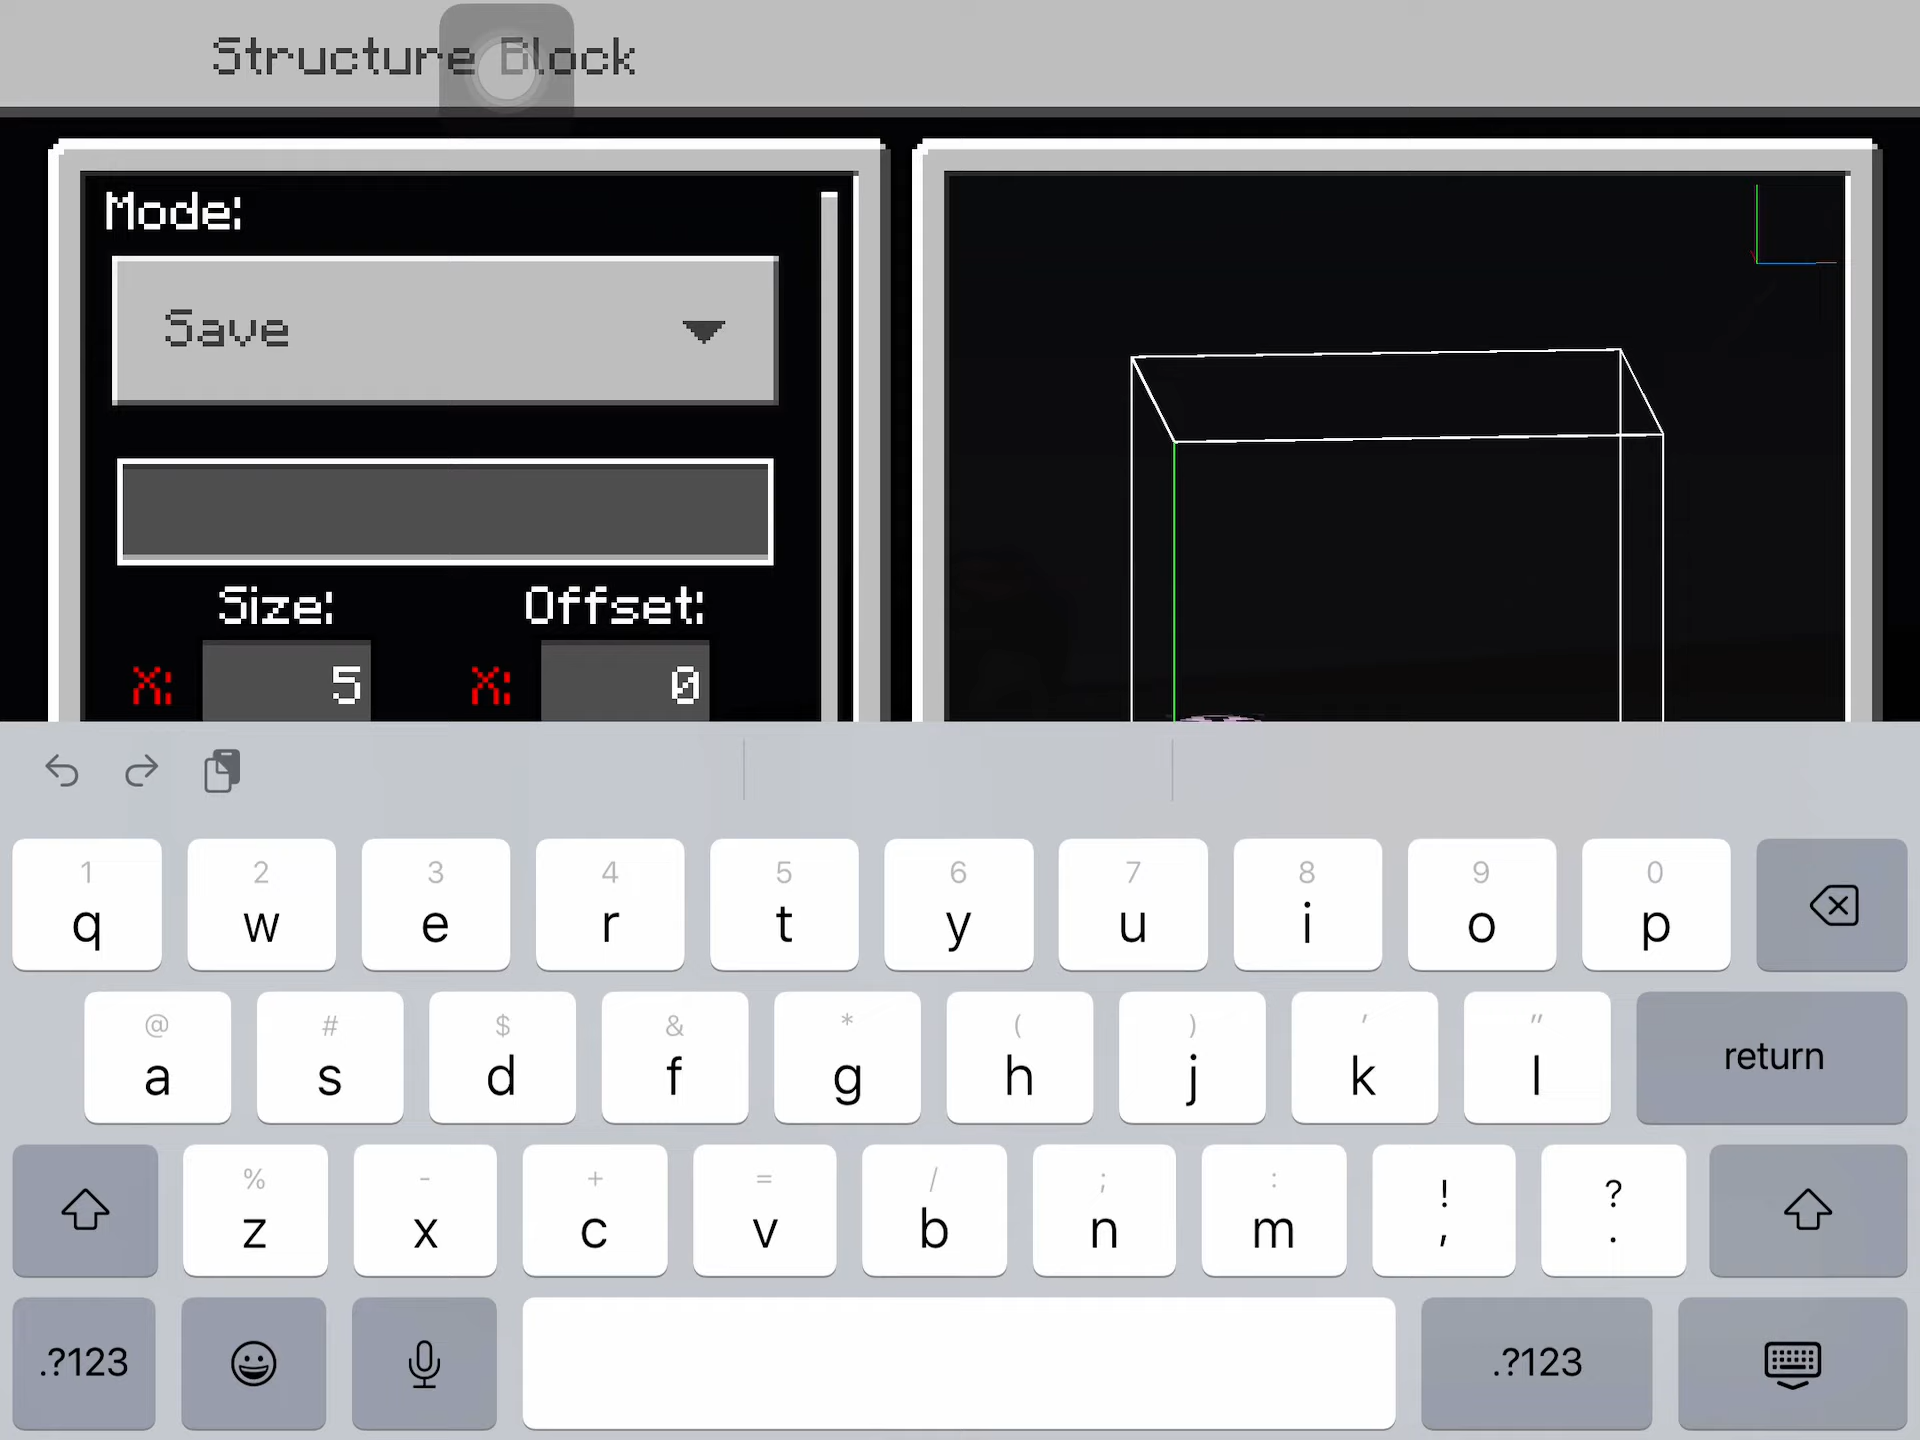 Structure Block
Mode:
Save
Size: Offset:
X: 5 X: 0
1 2 3 4 5 6 7 8 9 0
q w e r t y u i o p
@ # $ & * ( ) ' "
a s d f g h j k l return
% - + = / ; : ! ?
z x c v b n m , .
.?123 .?123